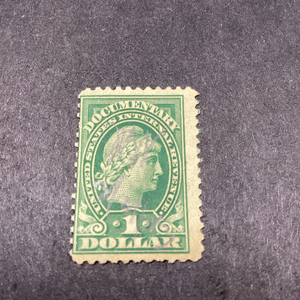 DOCUMENTARY
UNITED STATES INTERNAL REVENUE
1
DOLLAR